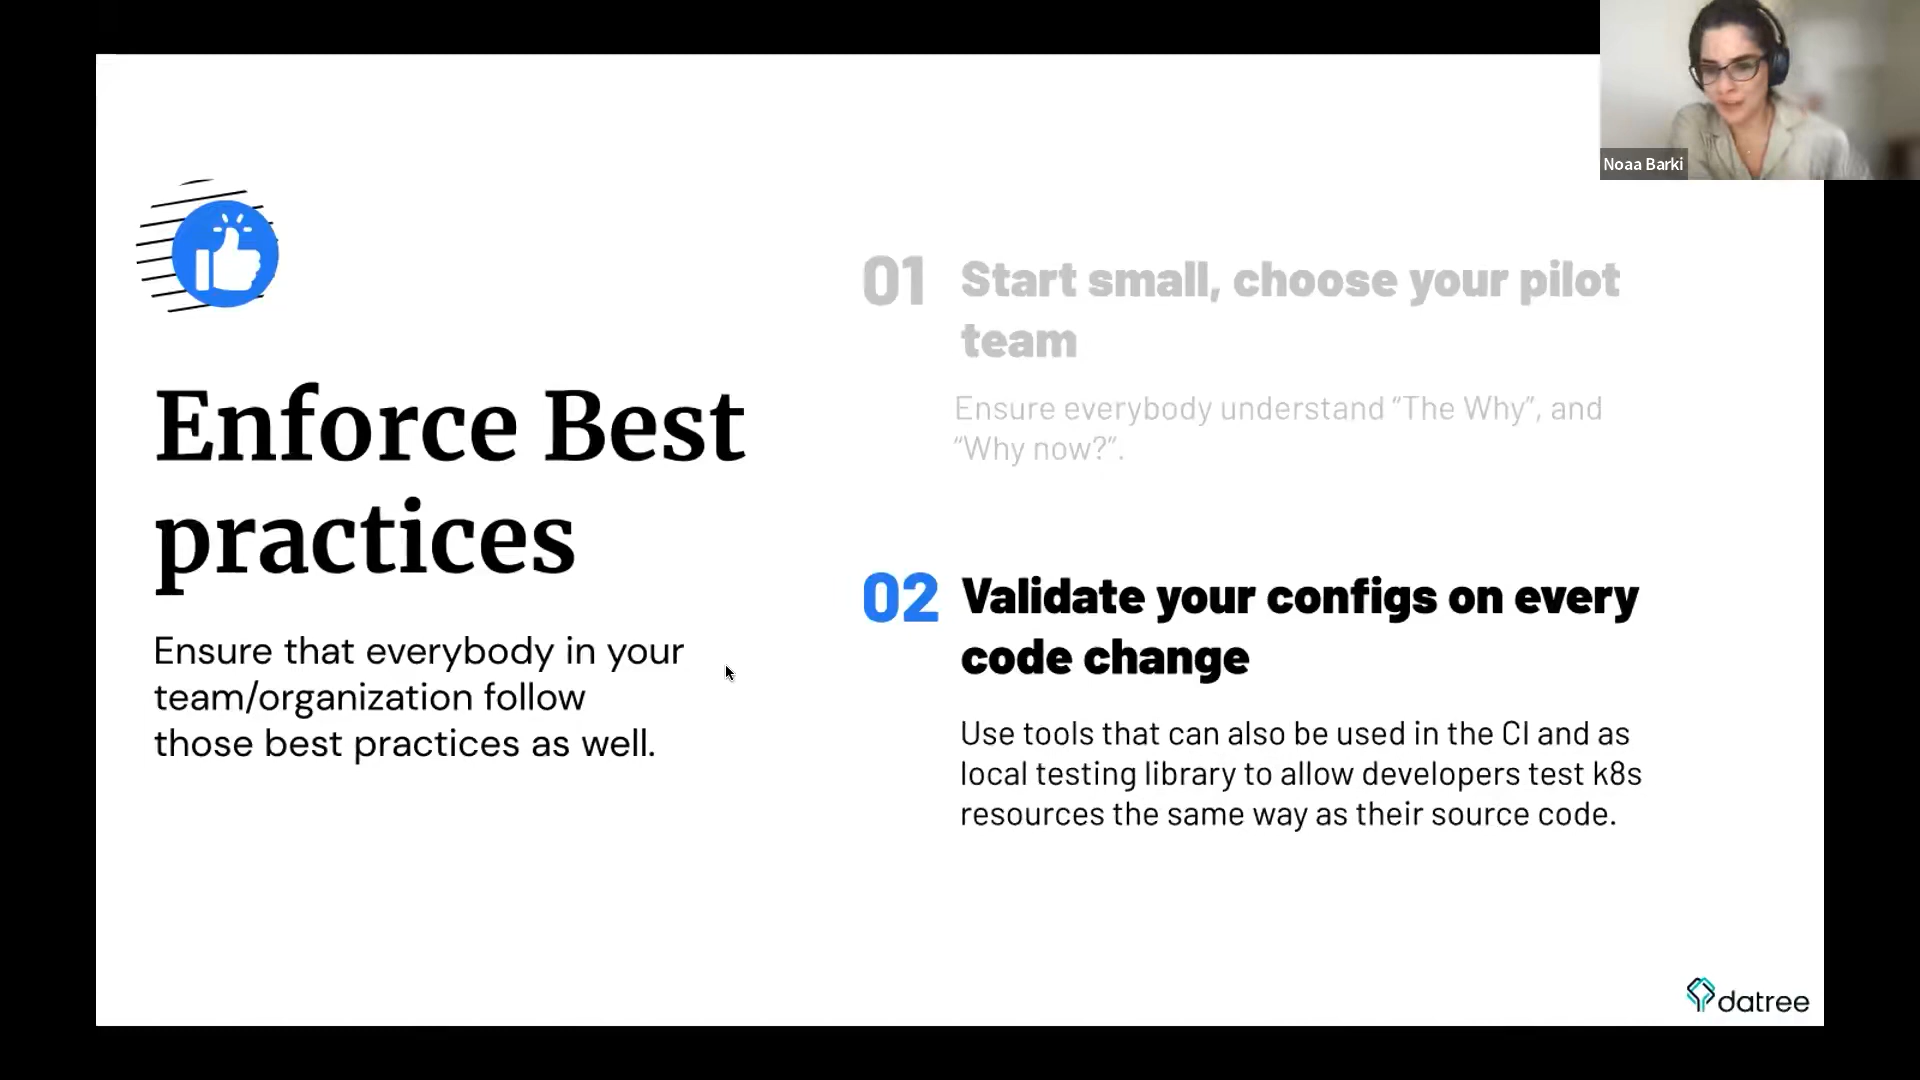 Noaa Barki
Enforce Best
practices
Ensure that everybody in your
team/organization follow
those best practices as well.
01 Start small, choose your pilot
team
Ensure everybody understand “The Why”, and
“Why now?”.
02 Validate your configs on every
code change
Use tools that can also be used in the CI and as
local testing library to allow developers test k8s
resources the same way as their source code.
datree